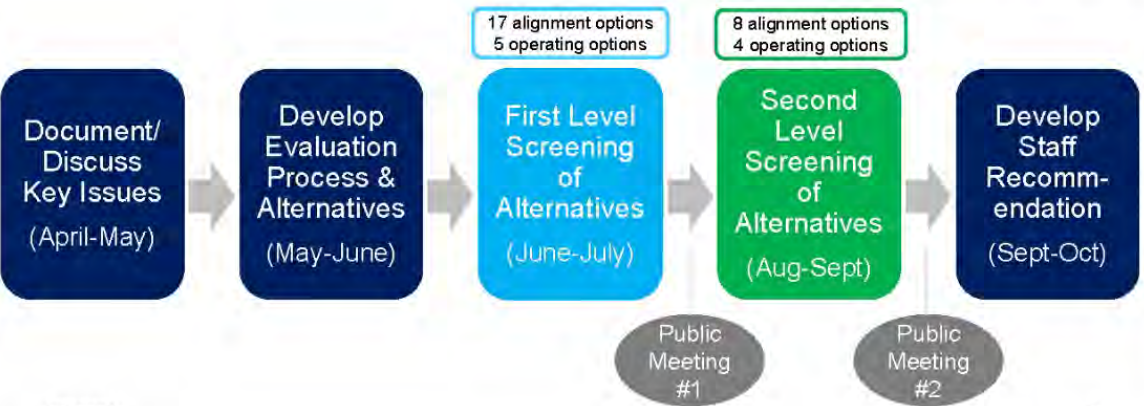 17 alignment options
5 operating options
8 alignment options
4 operating options
Document/
Discuss
Key Issues
(April-May)
Develop
Evaluation
Process &
Alternatives
(May-June)
First Level
Screening
of
Alternatives
(June-July)
Second
Level
Screening
of
Alternatives
(Aug-Sept)
Develop
Staff
Recomm-
endation
(Sept-Oct)
Public
Meeting
#1
Public
Meeting
#2